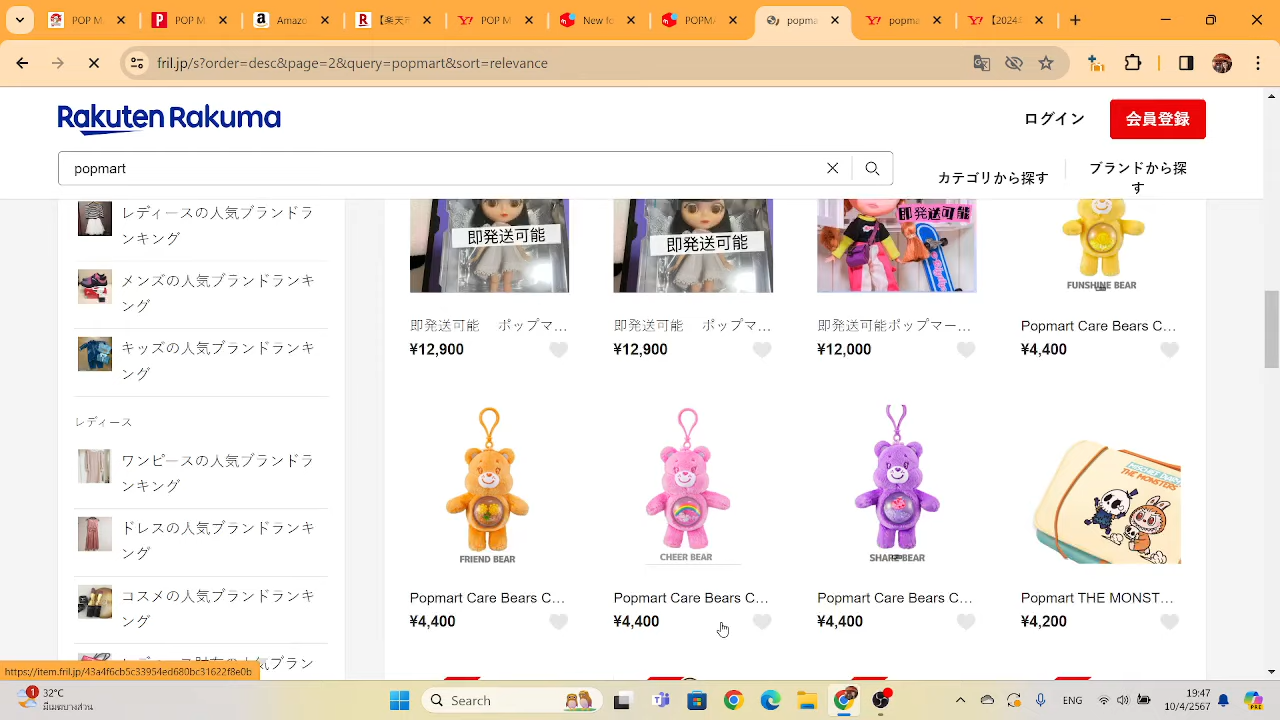 POP M
POP M
Amazo
【楽天市
POP M
New fo
POPMA
popma
popma
【2024年
fril.jp/s?order=desc&page=2&query=popmart&sort=relevance
Rakuten Rakuma
ログイン
会員登録
popmart
カテゴリから探す
ブランドから探
す
レディースの人気ブランドラ
ンキング
メンズの人気ブランドランキ
ング
キッズの人気ブランドランキ
ング
レディース
ワンピースの人気ブランドラ
ンキング
ドレスの人気ブランドランキ
ング
コスメの人気ブランドランキ
ング
即発送可能
即発送可能
即発送可能
FUNSHINE BEAR
即発送可能 ポップマ...
即発送可能 ポップマ...
即発送可能ポップマー...
Popmart Care Bears C...
¥12,900
¥12,900
¥12,000
¥4,400
THE MONSTERS
FRIEND BEAR
CHEER BEAR
SHARE BEAR
Popmart Care Bears C...
Popmart Care Bears C...
Popmart Care Bears C...
Popmart THE MONST...
¥4,400
¥4,400
¥4,400
¥4,200
https://item.fril.jp/43a4f6cb5c33954ed680bc31622f8e0b
1
32°C
Search
ENG
19:47
10/4/2567
PRE